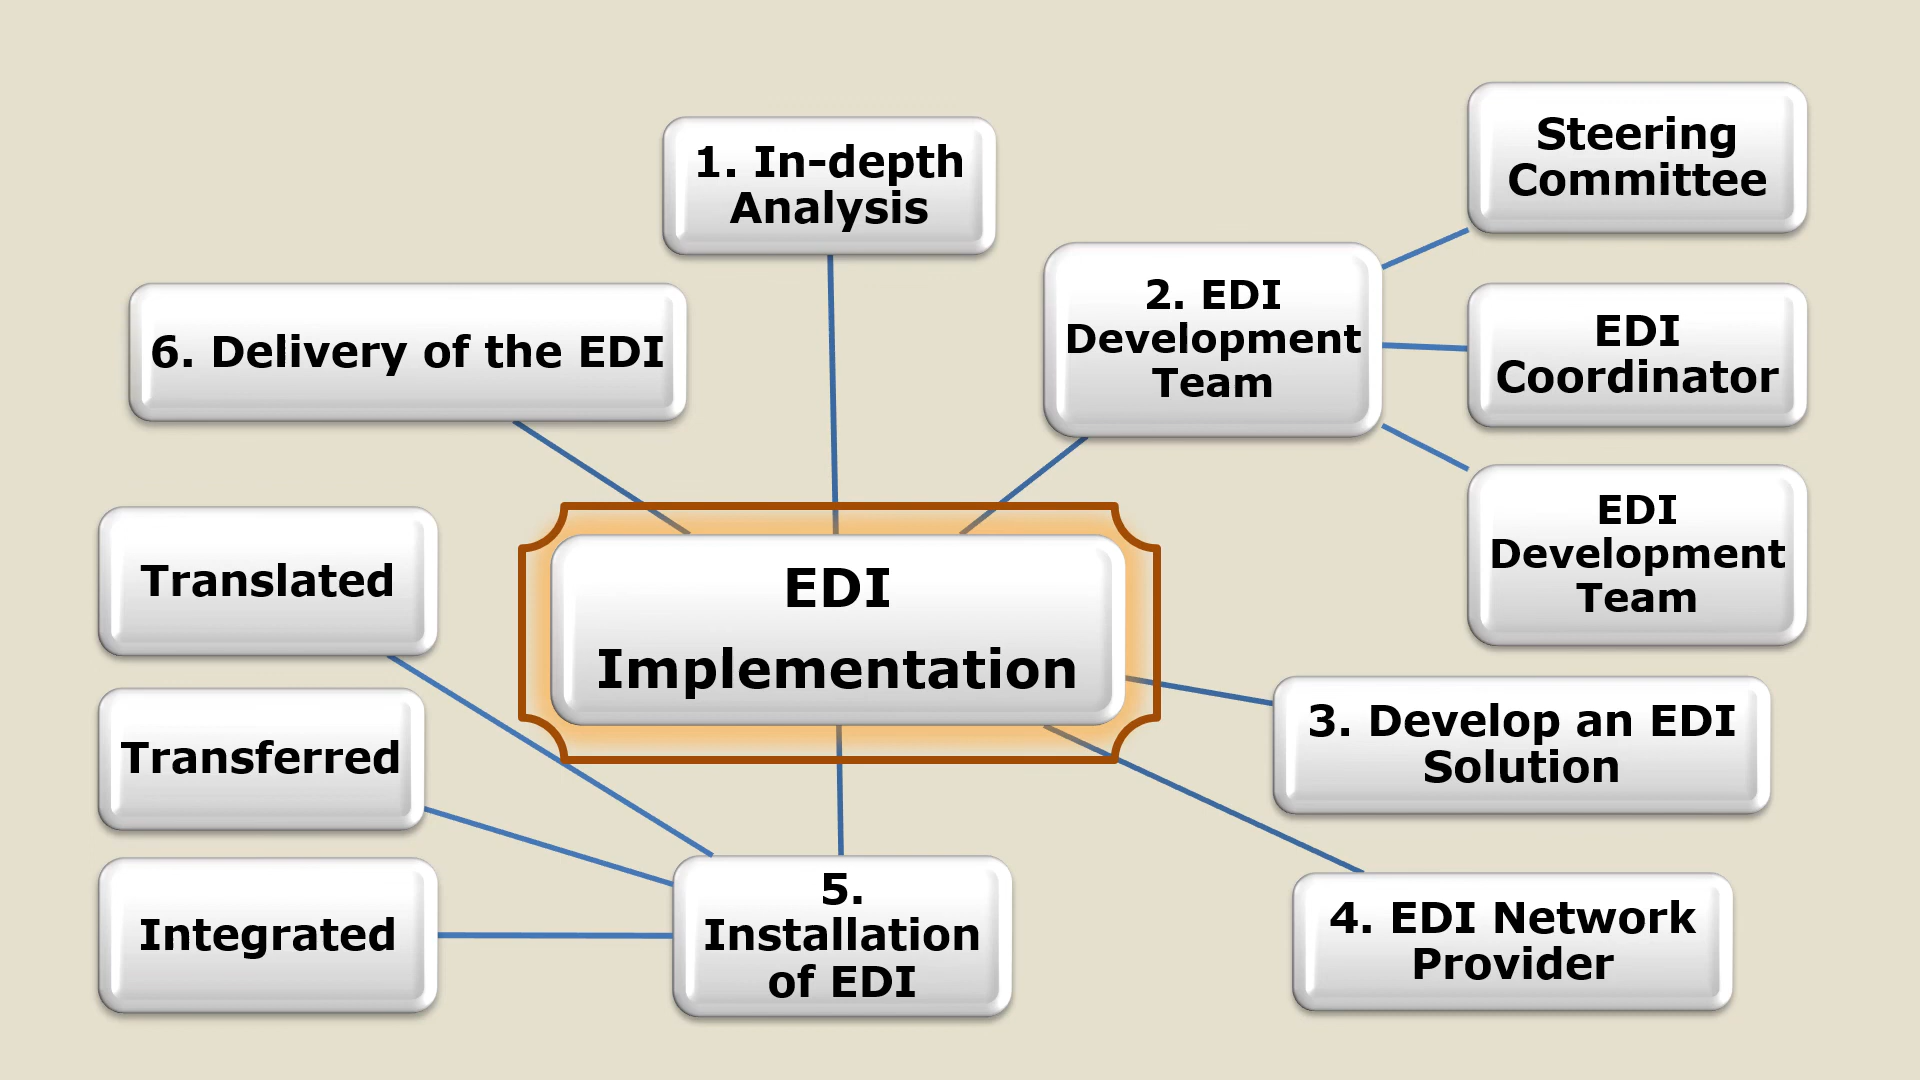 EDI
Implementation
1. In-depth
Analysis
2. EDI
Development
Team
Steering
Committee
EDI
Coordinator
EDI
Development
Team
3. Develop an EDI
Solution
4. EDI Network
Provider
5.
Installation
of EDI
Translated
Transferred
Integrated
6. Delivery of the EDI